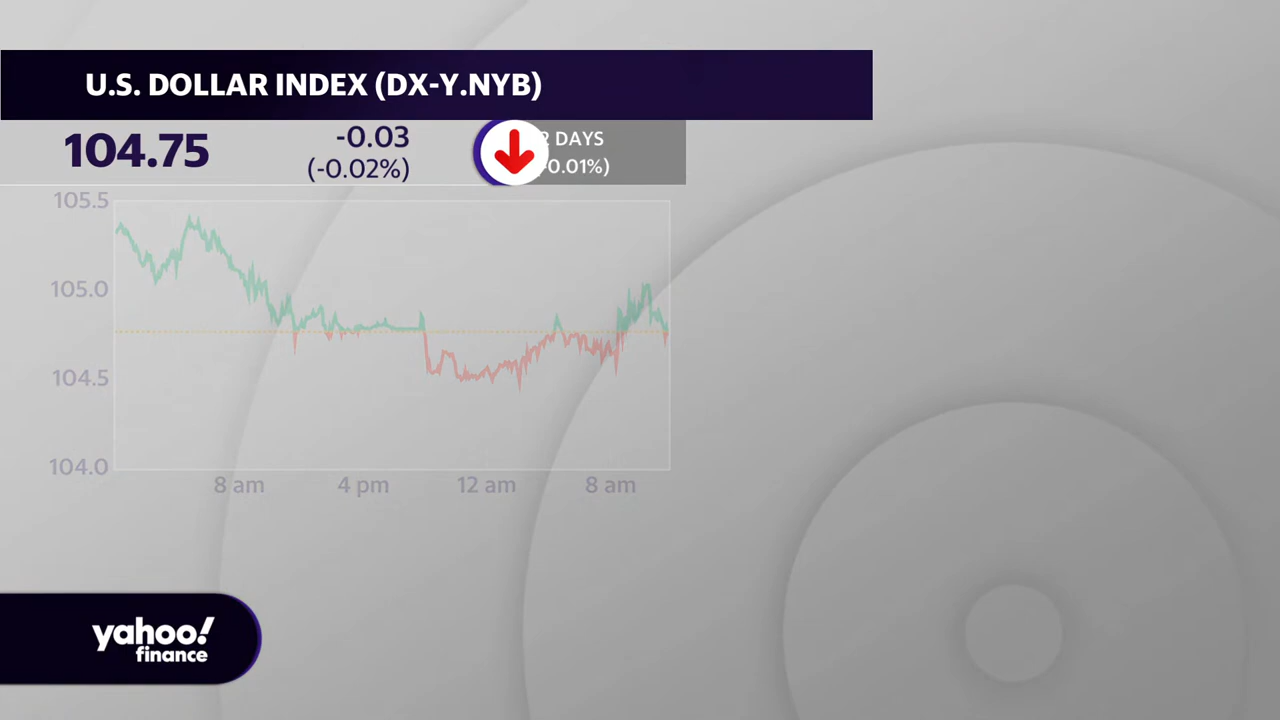 U.S. DOLLAR INDEX (DX-Y.NYB)
104.75
-0.03
(-0.02%)
DAYS
0.01%)
105.5
105.0
104.5
104.0
8 am
4 pm
12 am
8 am
yahoo!
finance